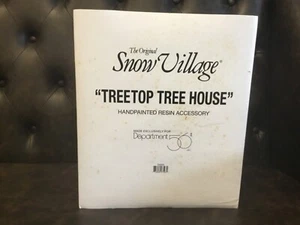 The Original
Snow Village®
"TREETOP TREE HOUSE"
HANDPAINTED RESIN ACCESSORY
Department 56